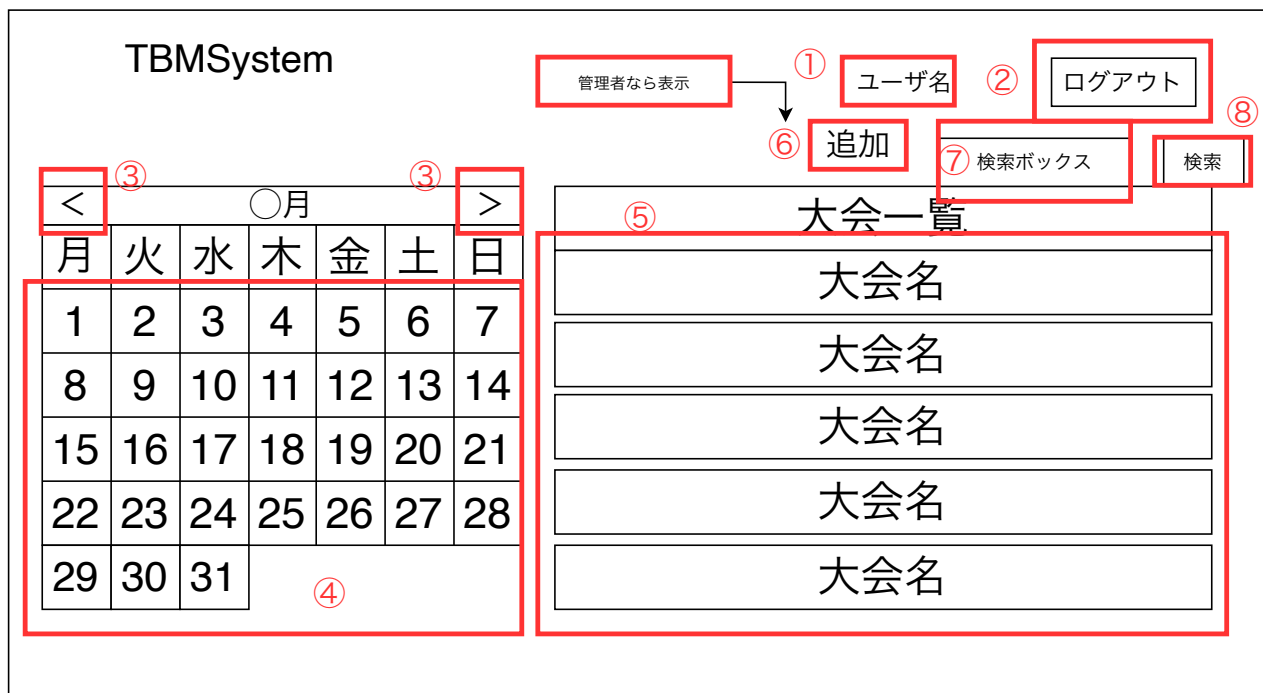 TBMSystem
管理者なら表示
①
ユーザ名
②
ログアウト
⑥
追加
⑦
検索ボックス
⑧
検索
③
③
<
◯月
>
月 火 水 木 金 土 日
1 2 3 4 5 6 7
8 9 10 11 12 13 14
15 16 17 18 19 20 21
22 23 24 25 26 27 28
29 30 31
④
⑤
大会一覧
大会名
大会名
大会名
大会名
大会名